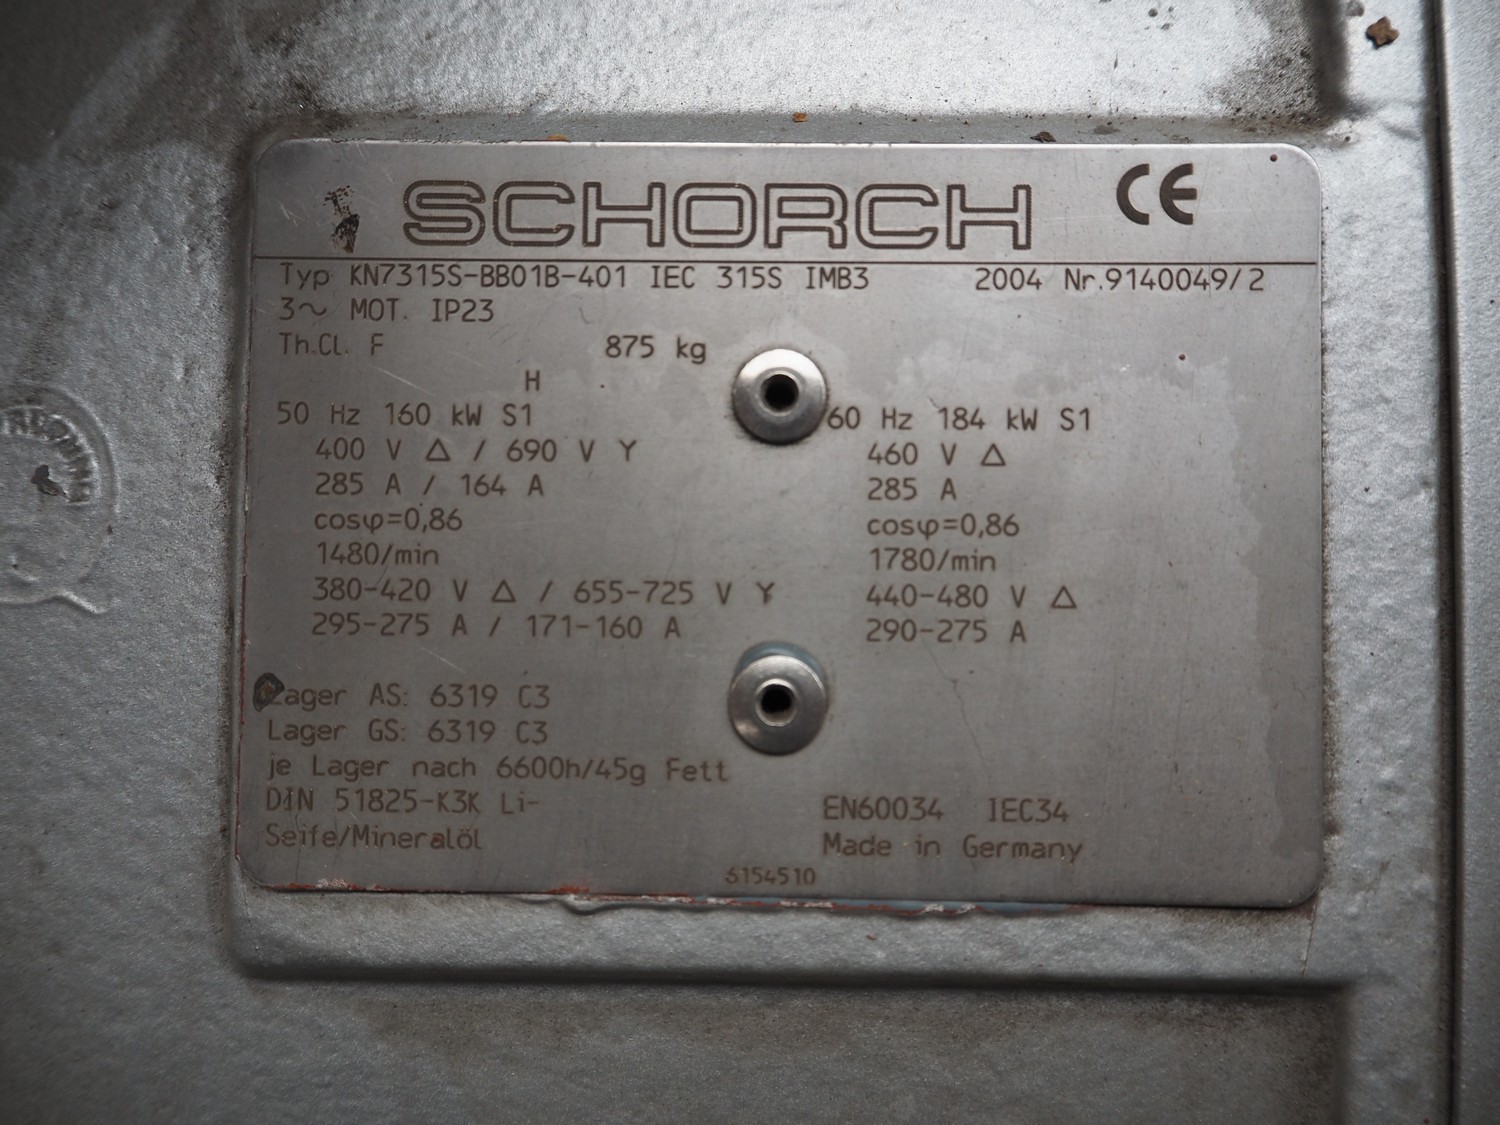 SCHORCH CE
Typ KN7315S-BB01B-401 IEC 315S IMB3 2004 Nr.9140049/2
3~ MOT. IP23
Th.Cl. F 875 kg
H
50 Hz 160 kW S1 60 Hz 184 kW S1
400 V △ / 690 V Y 460 V △
285 A / 164 A 285 A
cosφ=0,86 cosφ=0,86
1480/min 1780/min
380-420 V △ / 655-725 V Y 440-480 V △
295-275 A / 171-160 A 290-275 A
Lager AS: 6319 C3
Lager GS: 6319 C3
je Lager nach 6600h/45g Fett
DIN 51825-K3K Li- EN60034 IEC34
Seife/Mineralöl Made in Germany
6154510